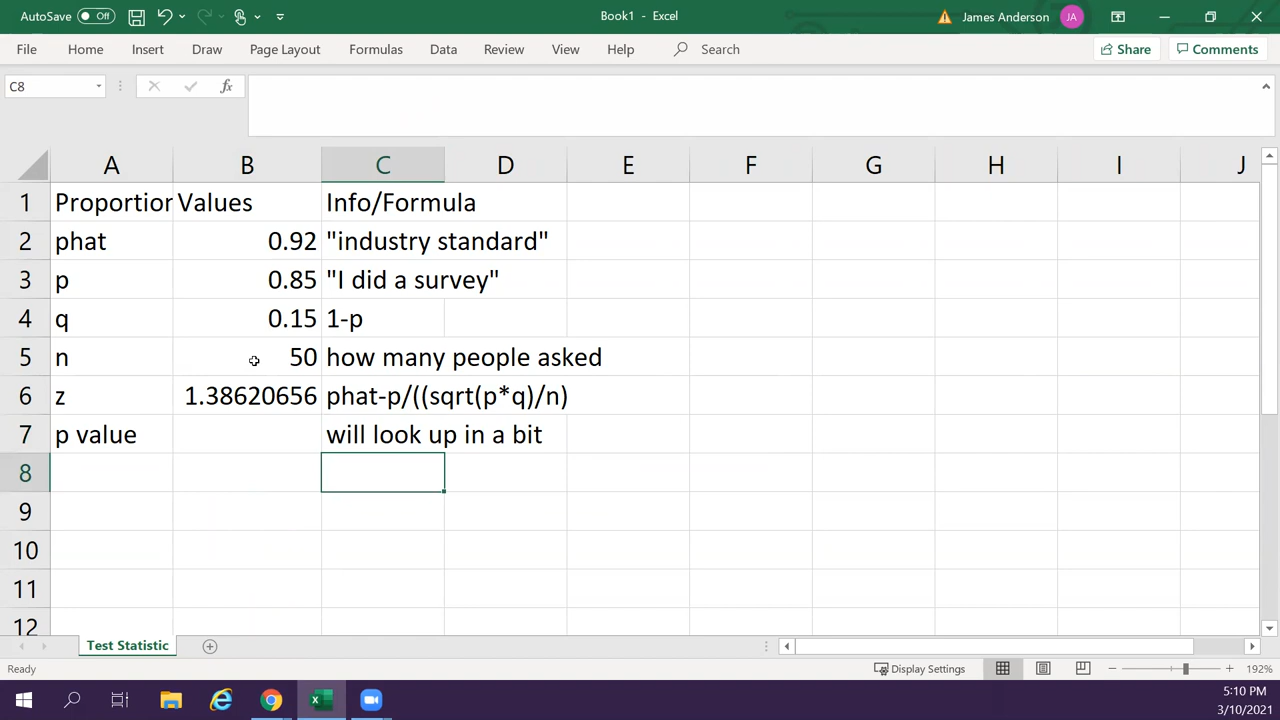 AutoSave Off Book1 - Excel James Anderson JA
File Home Insert Draw Page Layout Formulas Data Review View Help Search Share Comments
C8 fx
A B C D E F G H I J
1 Proportion Values Info/Formula
2 phat 0.92 "industry standard"
3 p 0.85 "I did a survey"
4 q 0.15 1-p
5 n 50 how many people asked
6 z 1.38620656 phat-p/((sqrt(p*q)/n)
7 p value will look up in a bit
8
9
10
11
12
Test Statistic
Ready Display Settings 192%
5:10 PM
3/10/2021